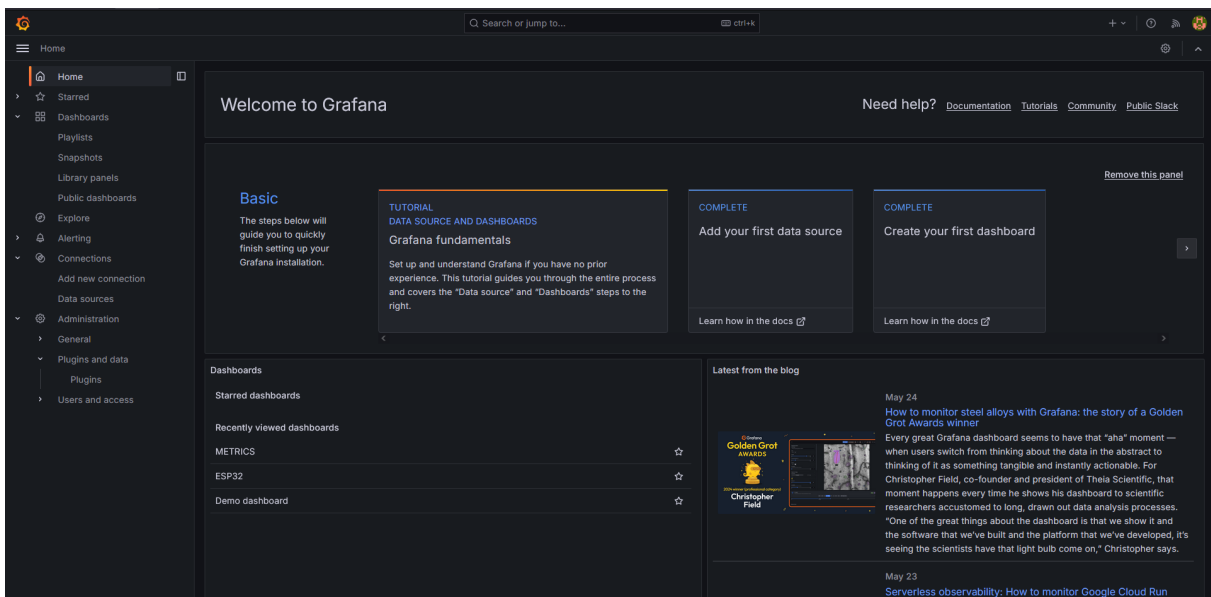 Search or jump to...
ctrl+k
Home
Home
Starred
Dashboards
Playlists
Snapshots
Library panels
Public dashboards
Explore
Alerting
Connections
Add new connection
Data sources
Administration
General
Plugins and data
Plugins
Users and access
Welcome to Grafana
Need help?
Documentation
Tutorials
Community
Public Slack
Remove this panel
Basic
The steps below will
guide you to quickly
finish setting up your
Grafana installation.
TUTORIAL
DATA SOURCE AND DASHBOARDS
Grafana fundamentals
Set up and understand Grafana if you have no prior
experience. This tutorial guides you through the entire process
and covers the “Data source” and “Dashboards” steps to the
right.
COMPLETE
Add your first data source
Learn how in the docs
COMPLETE
Create your first dashboard
Learn how in the docs
Dashboards
Starred dashboards
Recently viewed dashboards
METRICS
ESP32
Demo dashboard
Latest from the blog
Grafana
Golden Grot
AWARDS
Christopher
Field
May 24
How to monitor steel alloys with Grafana: the story of a Golden
Grot Awards winner
Every great Grafana dashboard seems to have that “aha” moment —
when users switch from thinking about the data in the abstract to
thinking of it as something tangible and instantly actionable. For
Christopher Field, co-founder and president of Theia Scientific, that
moment happens every time he shows his dashboard to scientific
researchers accustomed to long, drawn out data analysis processes.
“One of the great things about the dashboard is that we show it and
the software that we’ve built and the platform that we’ve developed, it’s
seeing the scientists have that light bulb come on,” Christopher says.
May 23
Serverless observability: How to monitor Google Cloud Run